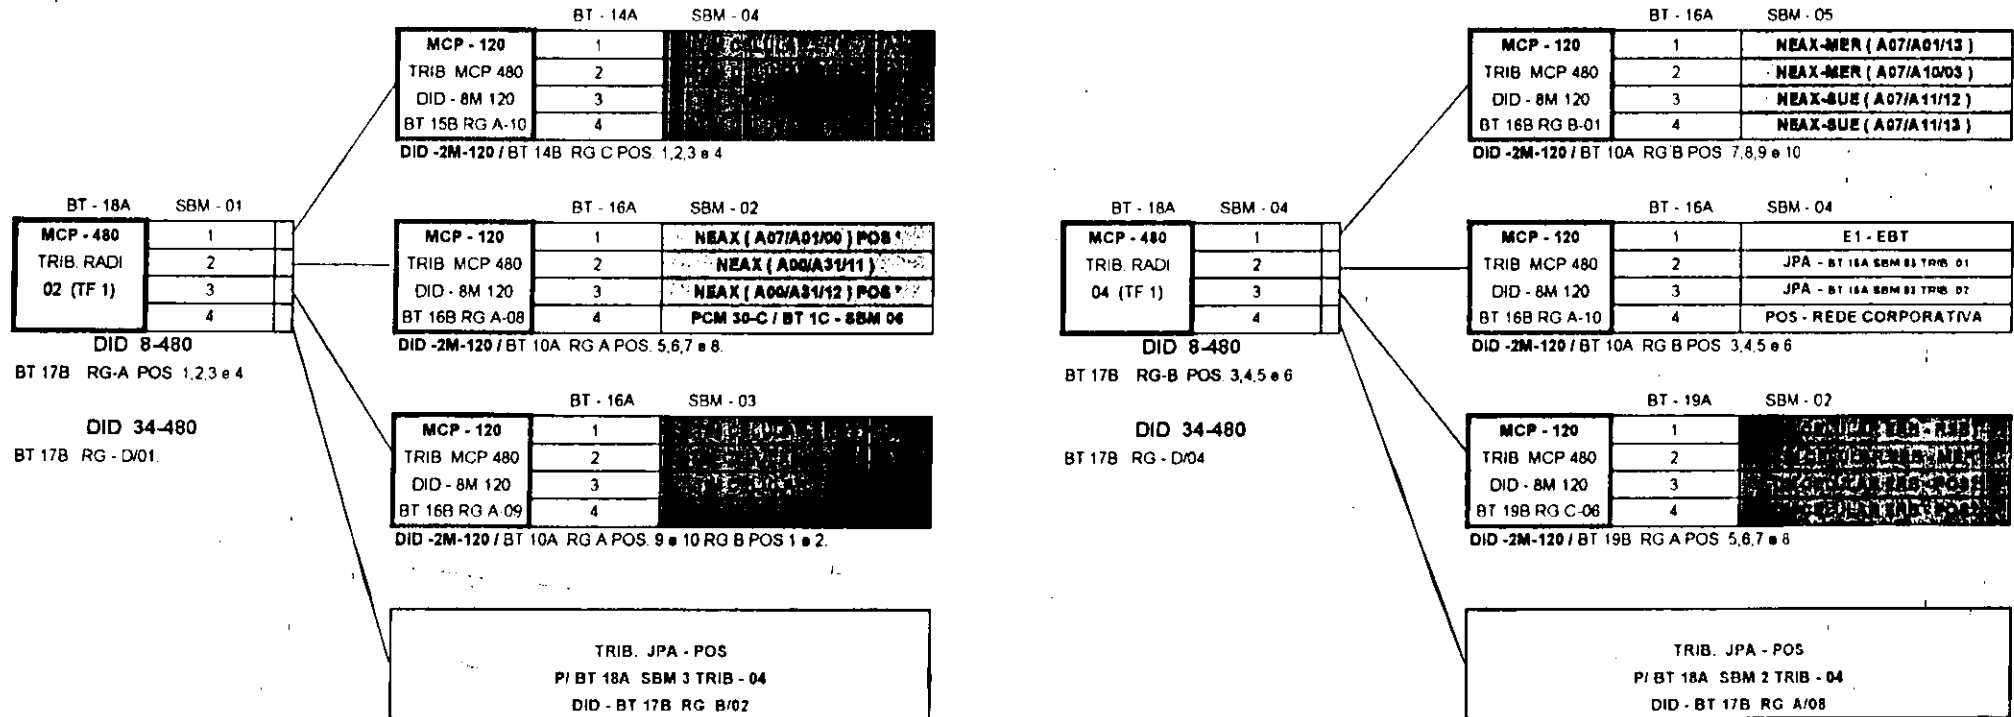 BT - 14A SBM - 04
MCP - 120 1
TRIB MCP 480 2
DID - 8M 120 3
BT 15B RG A-10 4
DID -2M-120 / BT 14B RG C POS. 1,2,3 e 4
BT - 18A SBM - 01
MCP - 480 1
TRIB. RADI 2
02 (TF 1) 3
4
DID 8-480
BT 17B RG-A POS 1,2,3 e 4
DID 34-480
BT 17B RG - D/01.
BT - 16A SBM - 02
MCP - 120 1 NEAX ( A07/A01/00 ) POS
TRIB MCP 480 2 NEAX ( A00/A31/11 )
DID - 8M 120 3 NEAX ( A00/A31/12 ) POS
BT 16B RG A-08 4 PCM 30-C / BT 1C - SBM 06
DID -2M-120 / BT 10A RG A POS. 5,6,7 e 8.
BT - 16A SBM - 03
MCP - 120 1
TRIB MCP 480 2
DID - 8M 120 3
BT 16B RG A-09 4
DID -2M-120 / BT 10A RG A POS. 9 e 10 RG B POS 1 e 2.
TRIB. JPA - POS
P/ BT 18A SBM 3 TRIB - 04
DID - BT 17B RG B/02
BT - 16A SBM - 05
MCP - 120 1 NEAX-MER ( A07/A01/13 )
TRIB MCP 480 2 NEAX-MER ( A07/A10/03 )
DID - 8M 120 3 NEAX-SUE ( A07/A11/12 )
BT 16B RG B-01 4 NEAX-SUE ( A07/A11/13 )
DID -2M-120 / BT 10A RG B POS 7,8,9 e 10
BT - 18A SBM - 04
MCP - 480 1
TRIB. RADI 2
04 (TF 1) 3
4
DID 8-480
BT 17B RG-B POS. 3,4,5 e 6
DID 34-480
BT 17B RG - D/04
BT - 16A SBM - 04
MCP - 120 1 E1 - EBT
TRIB MCP 480 2 JPA - BT 18A SBM 03 TRIB 01
DID - 8M 120 3 JPA - BT 18A SBM 03 TRIB 02
BT 16B RG A-10 4 POS - REDE CORPORATIVA
DID -2M-120 / BT 10A RG B POS 3,4,5 e 6
BT - 19A SBM - 02
MCP - 120 1
TRIB MCP 480 2
DID - 8M 120 3
BT 19B RG C-06 4
DID -2M-120 / BT 19B RG A POS 5,6,7 e 8
TRIB. JPA - POS
P/ BT 18A SBM 2 TRIB - 04
DID - BT 17B RG A/08